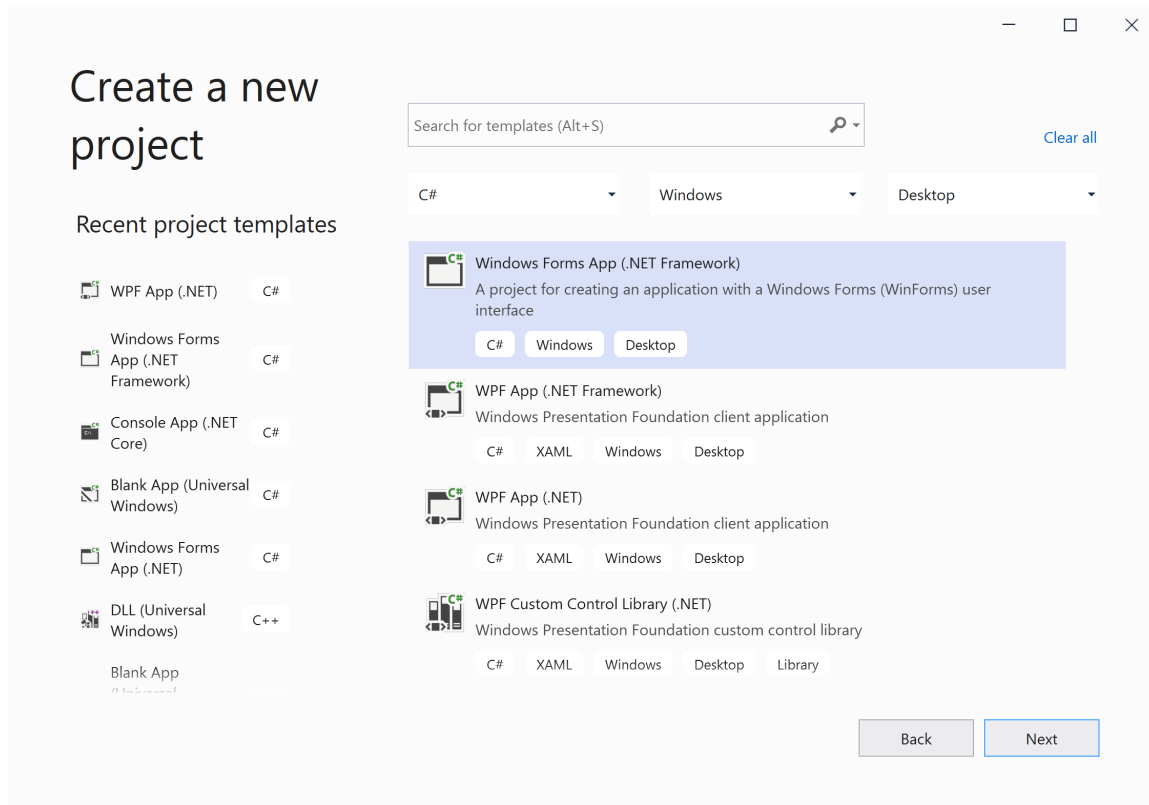 Create a new
project
Search for templates (Alt+S)
Clear all
C#
Windows
Desktop
Recent project templates
WPF App (.NET)
C#
Windows Forms
App (.NET
Framework)
C#
Console App (.NET
Core)
C#
Blank App (Universal
Windows)
C#
Windows Forms
App (.NET)
C#
DLL (Universal
Windows)
C++
Blank App
Windows Forms App (.NET Framework)
A project for creating an application with a Windows Forms (WinForms) user
interface
C#
Windows
Desktop
WPF App (.NET Framework)
Windows Presentation Foundation client application
C#
XAML
Windows
Desktop
WPF App (.NET)
Windows Presentation Foundation client application
C#
XAML
Windows
Desktop
WPF Custom Control Library (.NET)
Windows Presentation Foundation custom control library
C#
XAML
Windows
Desktop
Library
Back
Next